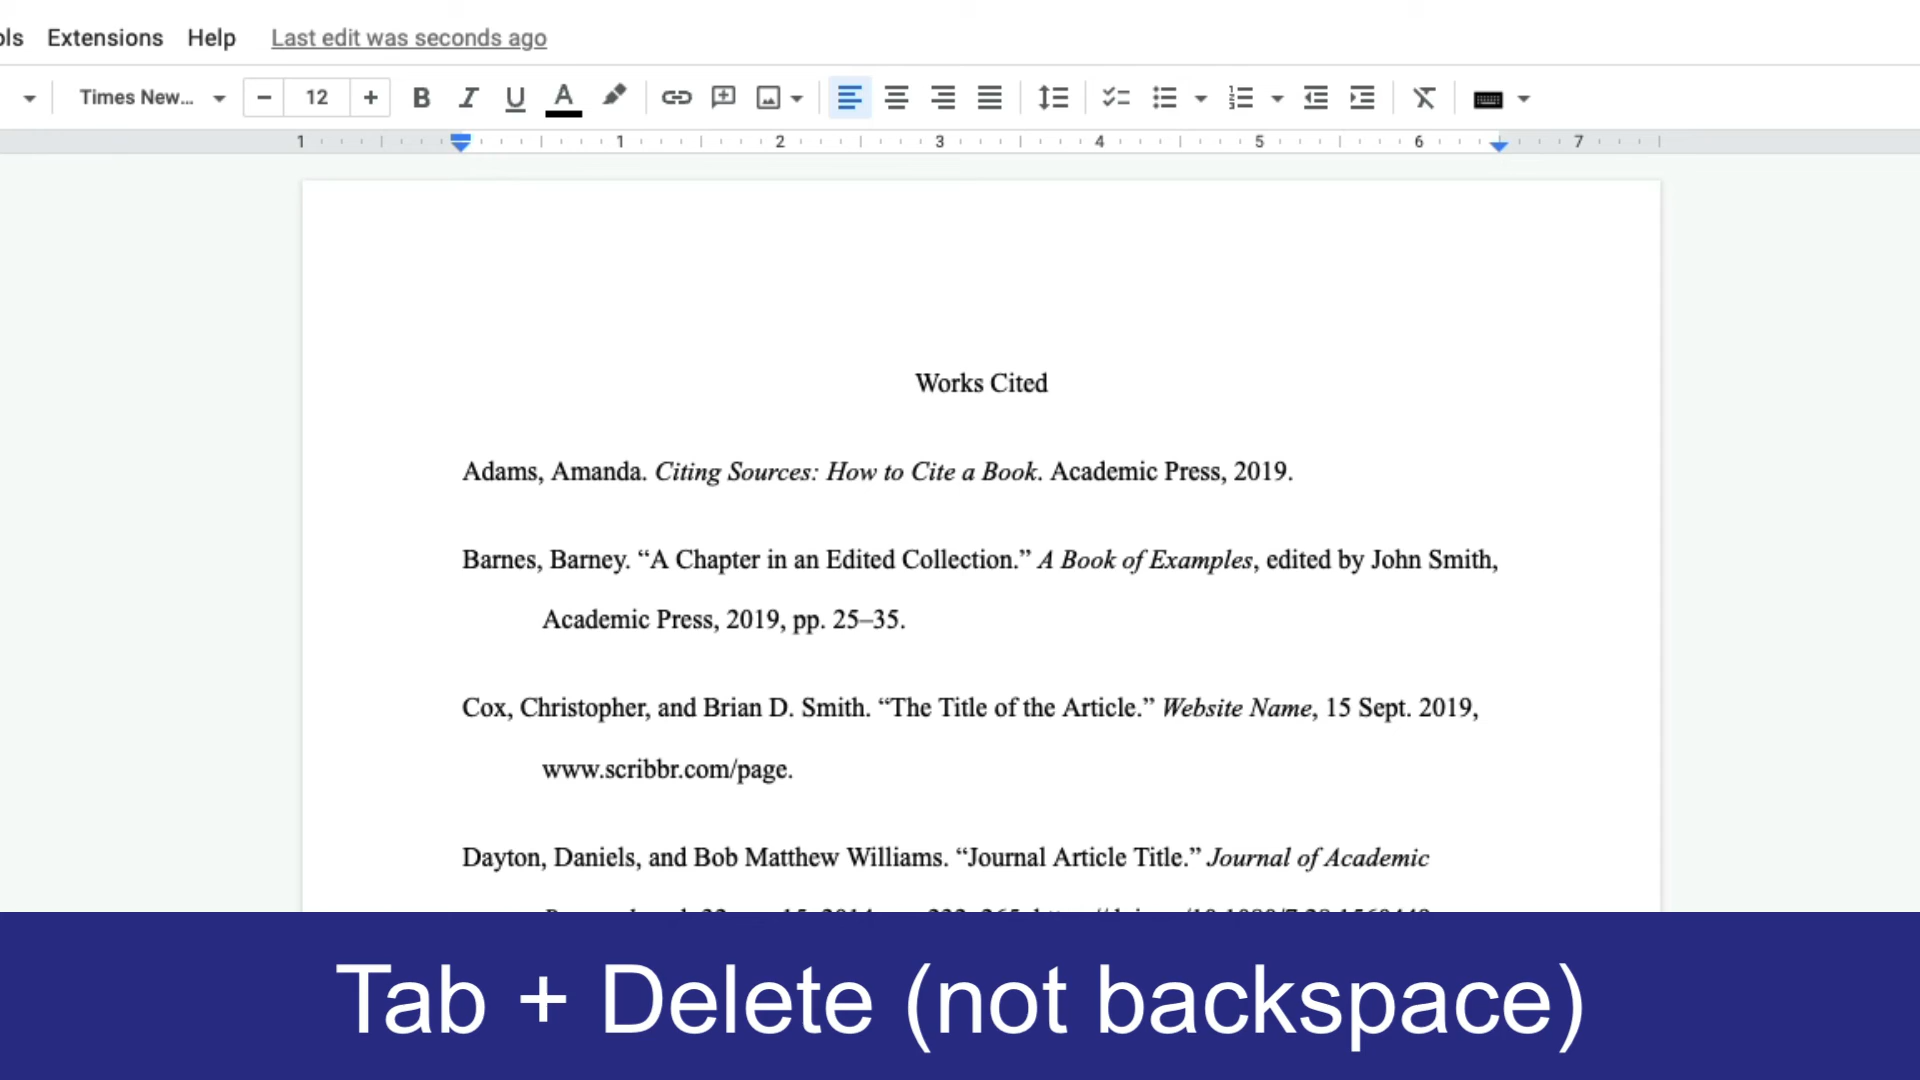 ols Extensions Help Last edit was seconds ago
Times New... 12
1 1 2 3 4 5 6 7
Works Cited
Adams, Amanda. Citing Sources: How to Cite a Book. Academic Press, 2019.
Barnes, Barney. “A Chapter in an Edited Collection.” A Book of Examples, edited by John Smith,
Academic Press, 2019, pp. 25–35.
Cox, Christopher, and Brian D. Smith. “The Title of the Article.” Website Name, 15 Sept. 2019,
www.scribbr.com/page.
Dayton, Daniels, and Bob Matthew Williams. “Journal Article Title.” Journal of Academic
Tab + Delete (not backspace)